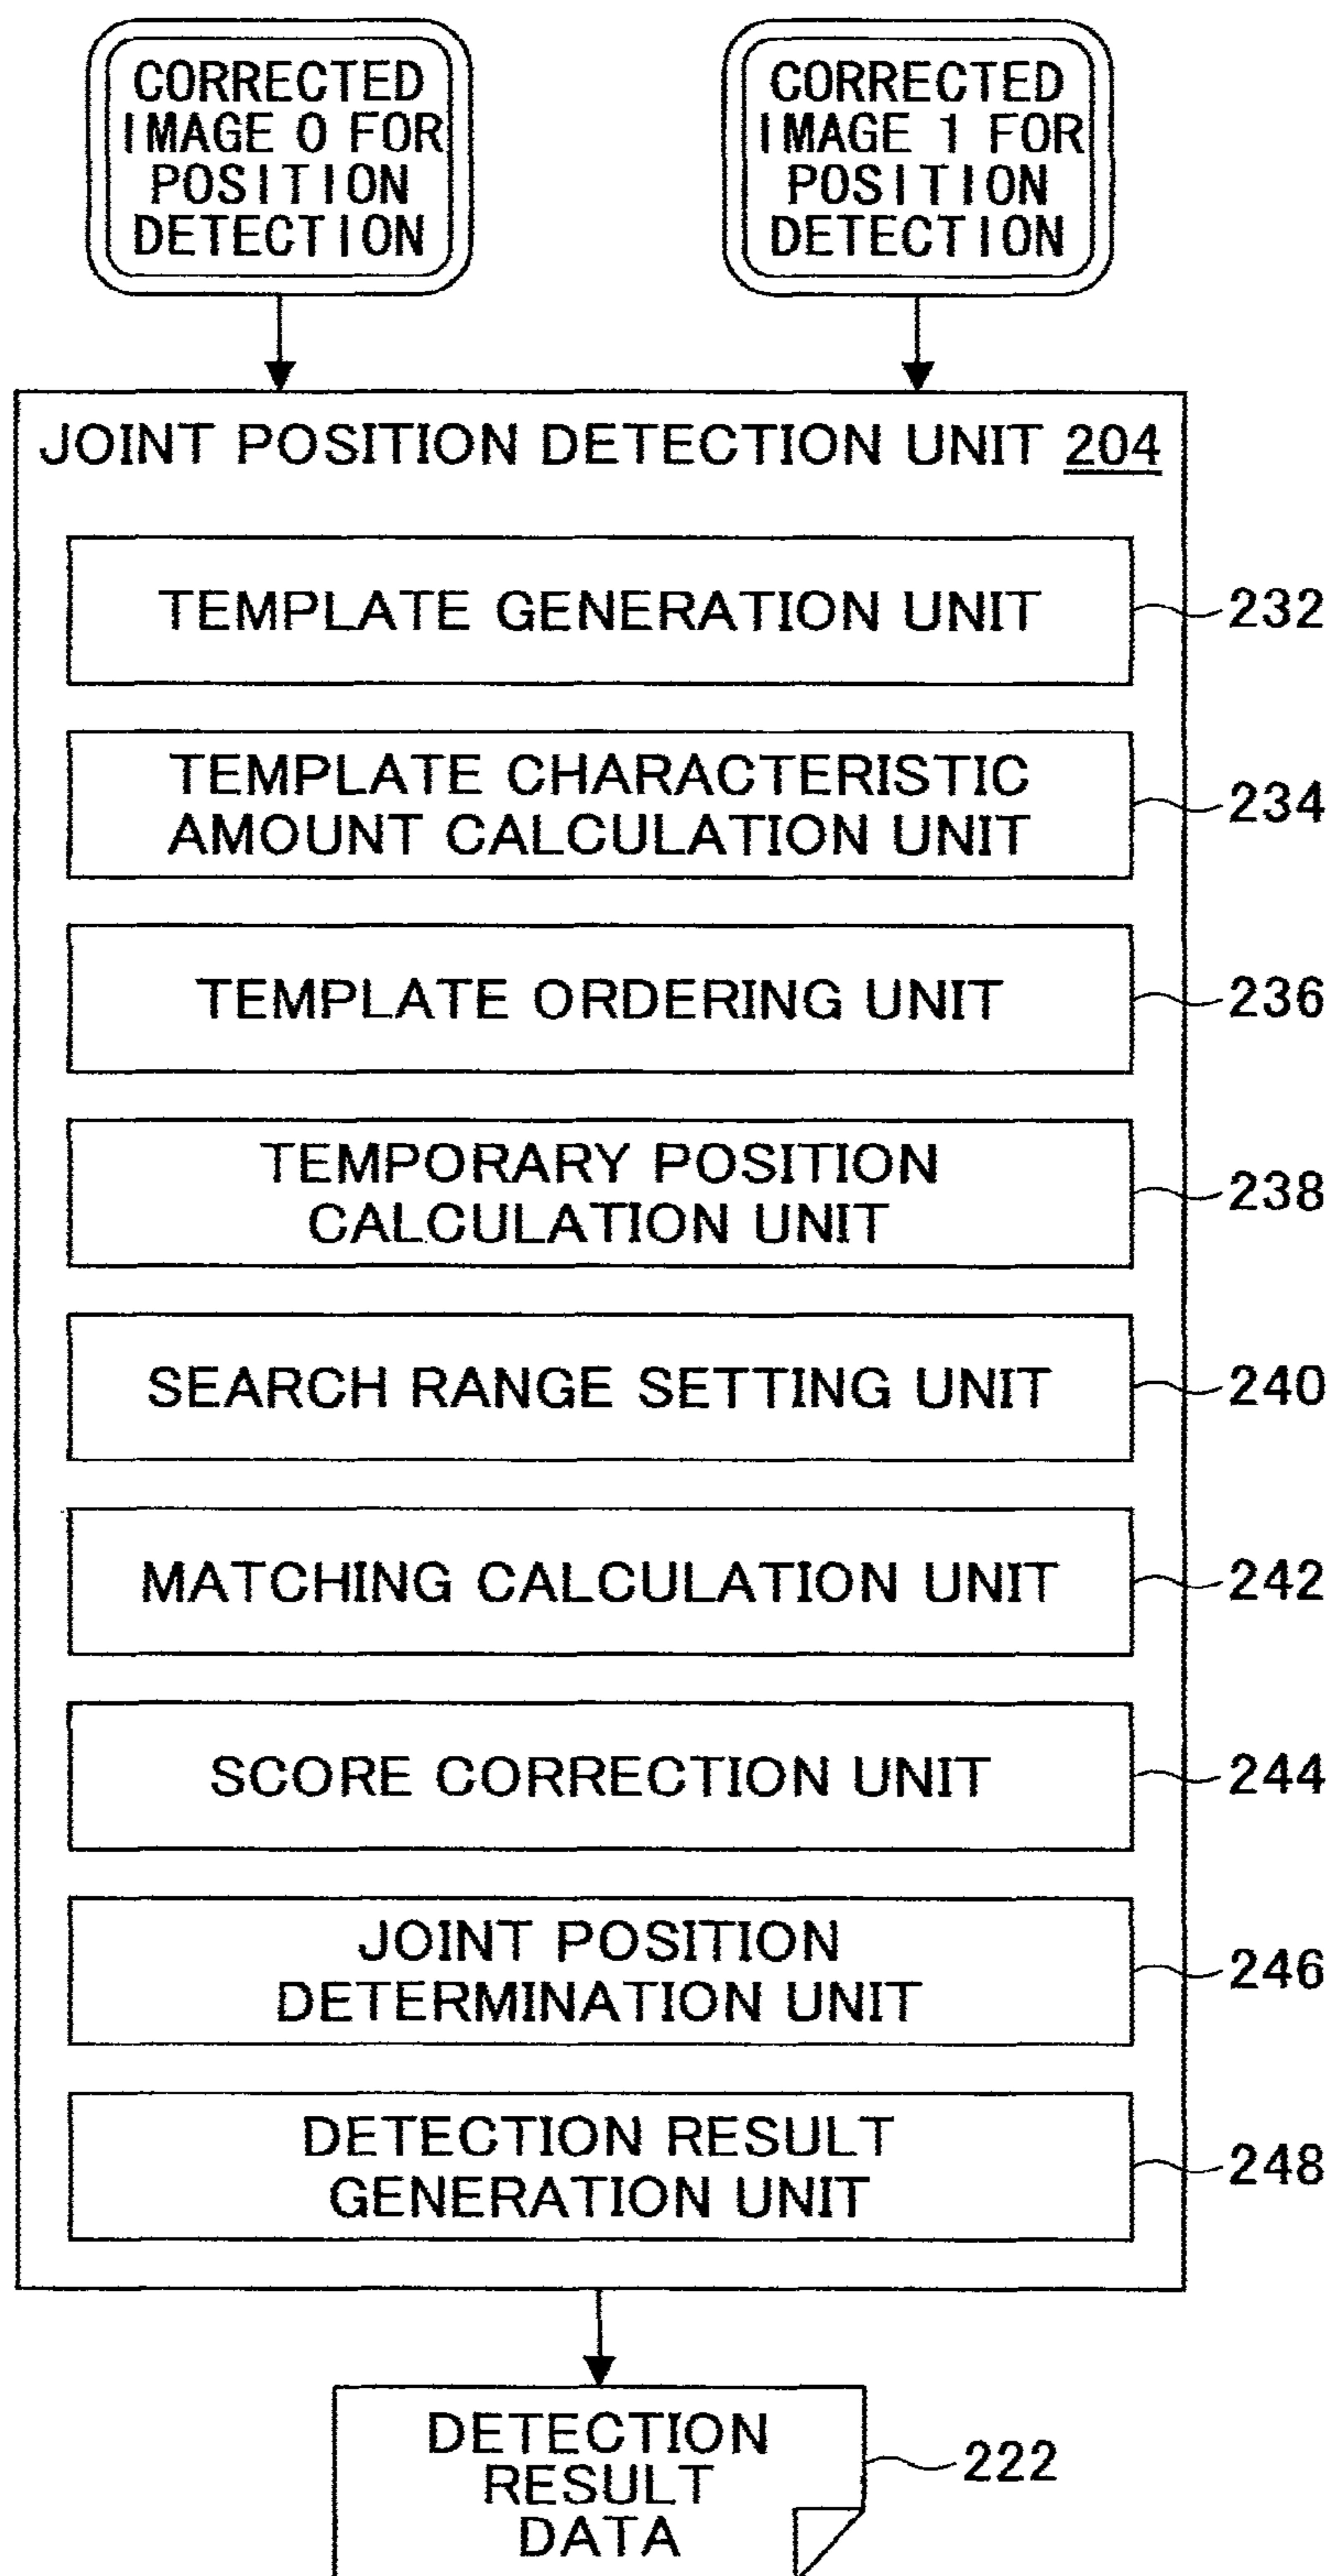 CORRECTED
IMAGE 0 FOR
POSITION
DETECTION
CORRECTED
IMAGE 1 FOR
POSITION
DETECTION
JOINT POSITION DETECTION UNIT 204
TEMPLATE GENERATION UNIT
232
TEMPLATE CHARACTERISTIC
AMOUNT CALCULATION UNIT
234
TEMPLATE ORDERING UNIT
236
TEMPORARY POSITION
CALCULATION UNIT
238
SEARCH RANGE SETTING UNIT
240
MATCHING CALCULATION UNIT
242
SCORE CORRECTION UNIT
244
JOINT POSITION
DETERMINATION UNIT
246
DETECTION RESULT
GENERATION UNIT
248
DETECTION
RESULT
DATA
222